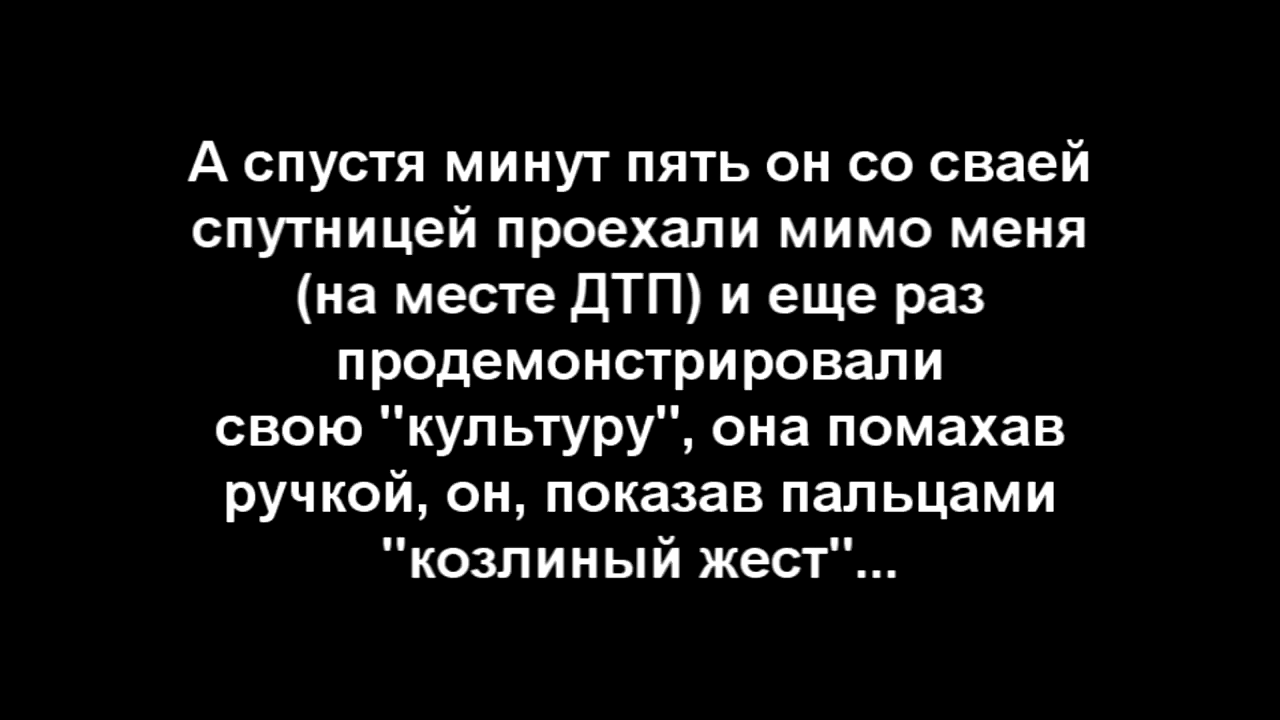 А спустя минут пять он со сваей
спутницей проехали мимо меня
(на месте ДТП) и еще раз
продемонстрировали
свою "культуру", она помахав
ручкой, он, показав пальцами
"козлиный жест"...